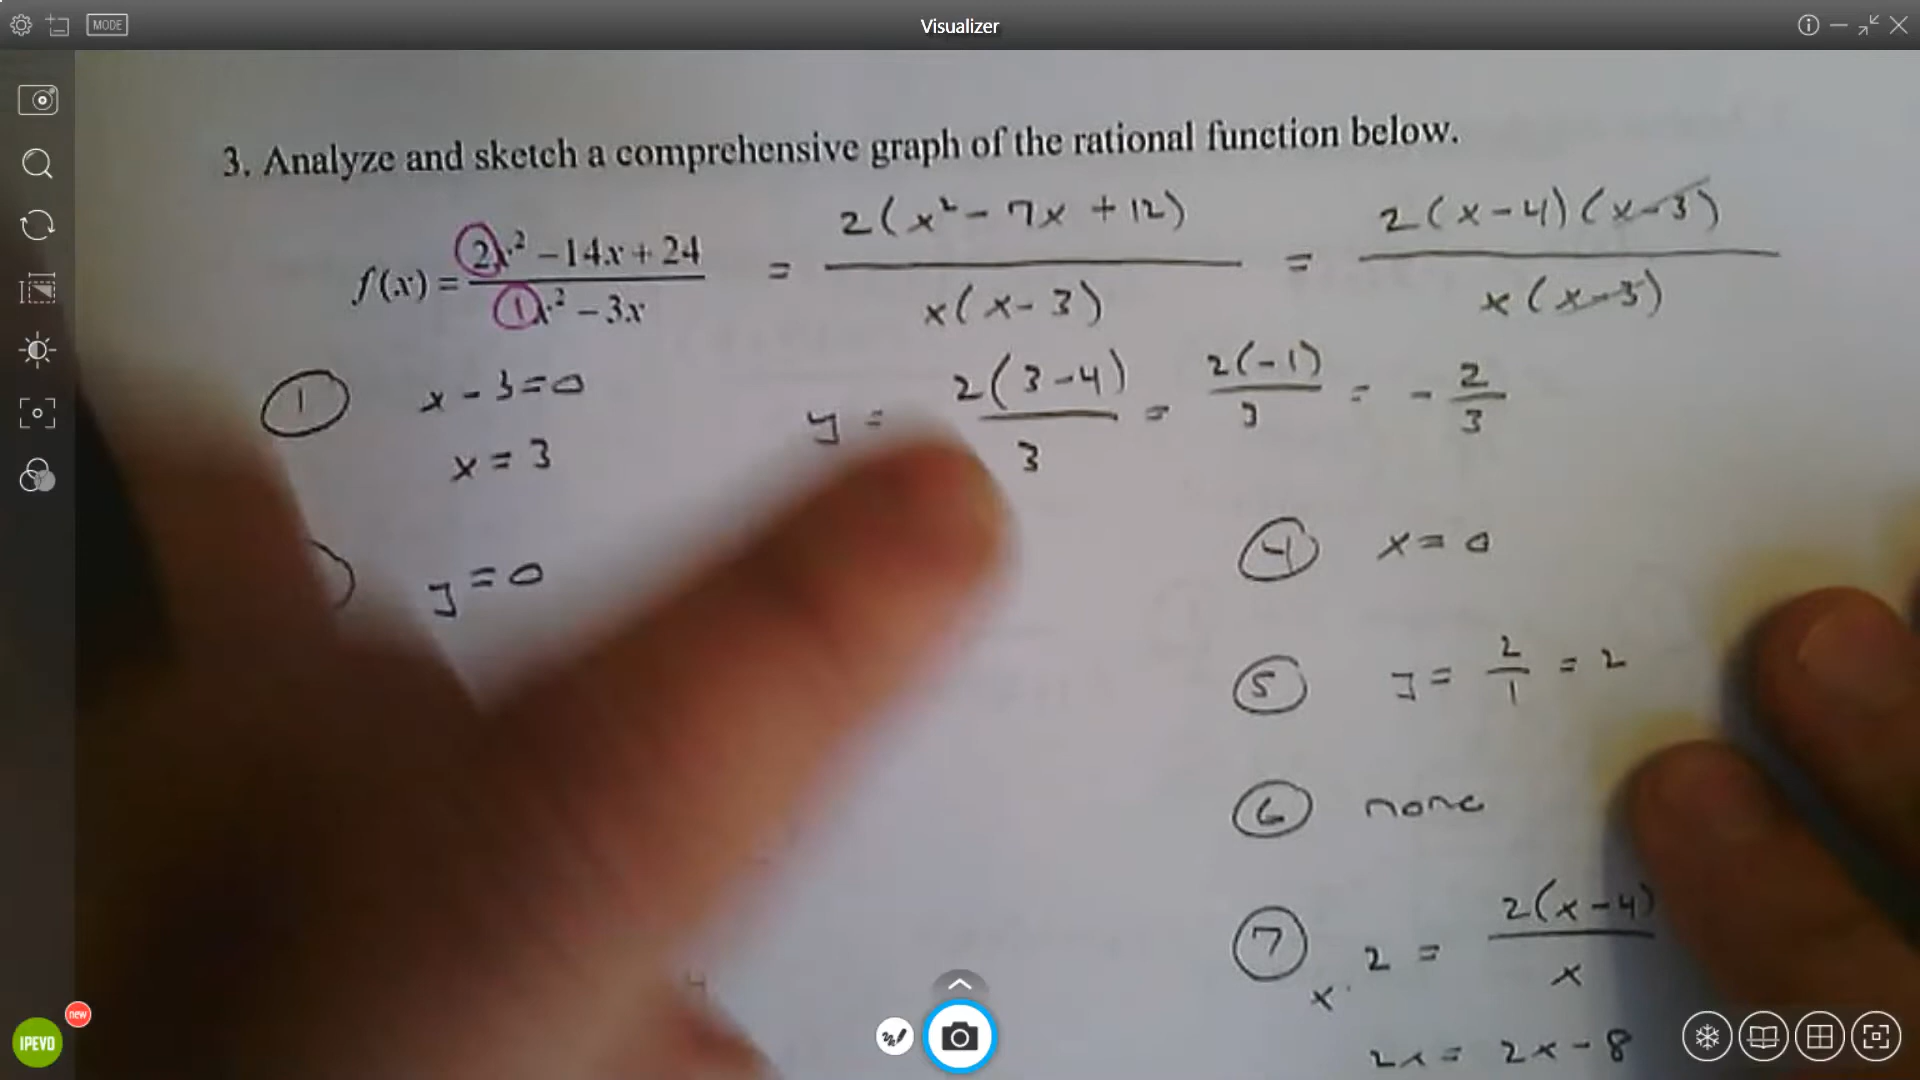 MODE
Visualizer
3. Analyze and sketch a comprehensive graph of the rational function below.
f(x) = (2x² − 14x + 24)/(1x² − 3x) = 2(x² − 7x + 12)/(x(x − 3)) = 2(x − 4)(x − 3)/(x(x − 3))
① x − 3 = 0
y = 2(3 − 4)/3 = 2(−1)/3 = − 2/3
x = 3
④ x = 0
y = 0
⑤ y = 2/1 = 2
⑥ none
⑦ x · 2 = 2(x − 4)/x
2x = 2x − 8
IPEVO
new